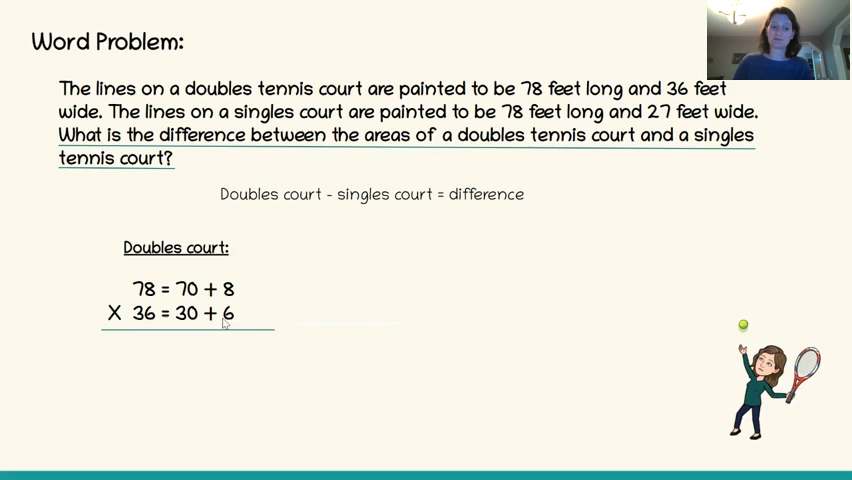 Word Problem:
The lines on a doubles tennis court are painted to be 78 feet long and 36 feet
wide. The lines on a singles court are painted to be 78 feet long and 27 feet wide.
What is the difference between the areas of a doubles tennis court and a singles
tennis court?
Doubles court - singles court = difference
Doubles court:
78 = 70 + 8
X 36 = 30 + 6